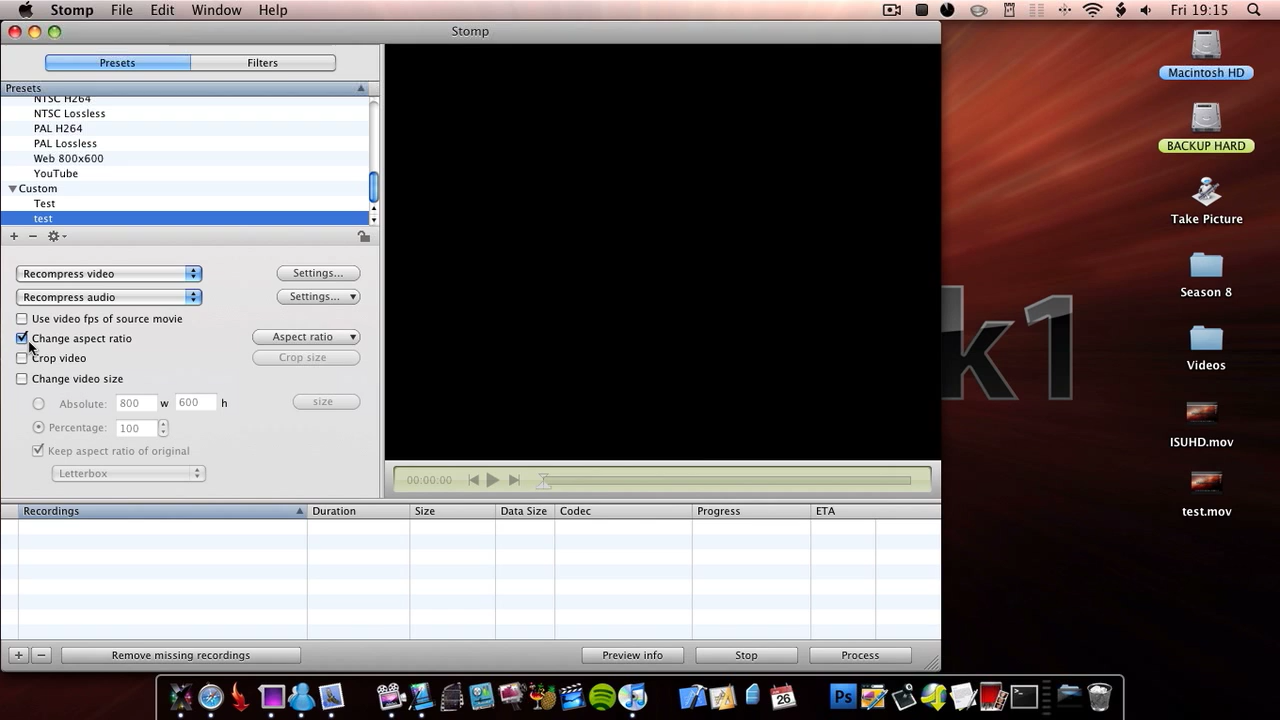 Stomp File Edit Window Help Fri 19:15
Stomp
Presets Filters
Presets
NTSC H264
NTSC Lossless
PAL H264
PAL Lossless
Web 800x600
YouTube
Custom
Test
test
Recompress video Settings...
Recompress audio Settings...
Use video fps of source movie
Change aspect ratio Aspect ratio
Crop video Crop size
Change video size
Absolute: 800 w 600 h size
Percentage: 100
Keep aspect ratio of original
Letterbox
00:00:00
Recordings Duration Size Data Size Codec Progress ETA
Remove missing recordings Preview info Stop Process
Macintosh HD
BACKUP HARD
Take Picture
Season 8
Videos
ISUHD.mov
test.mov
k1
26
Ps